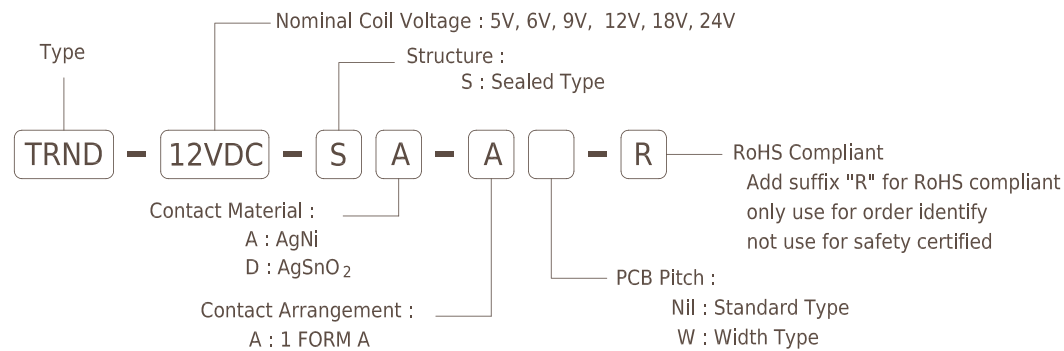 Nominal Coil Voltage : 5V, 6V, 9V, 12V, 18V, 24V
Type
Structure :
S : Sealed Type
TRND - 12VDC - S A - A - R
RoHS Compliant
Add suffix "R" for RoHS compliant
only use for order identify
not use for safety certified
Contact Material :
A : AgNi
D : AgSnO2
PCB Pitch :
Nil : Standard Type
W : Width Type
Contact Arrangement :
A : 1 FORM A